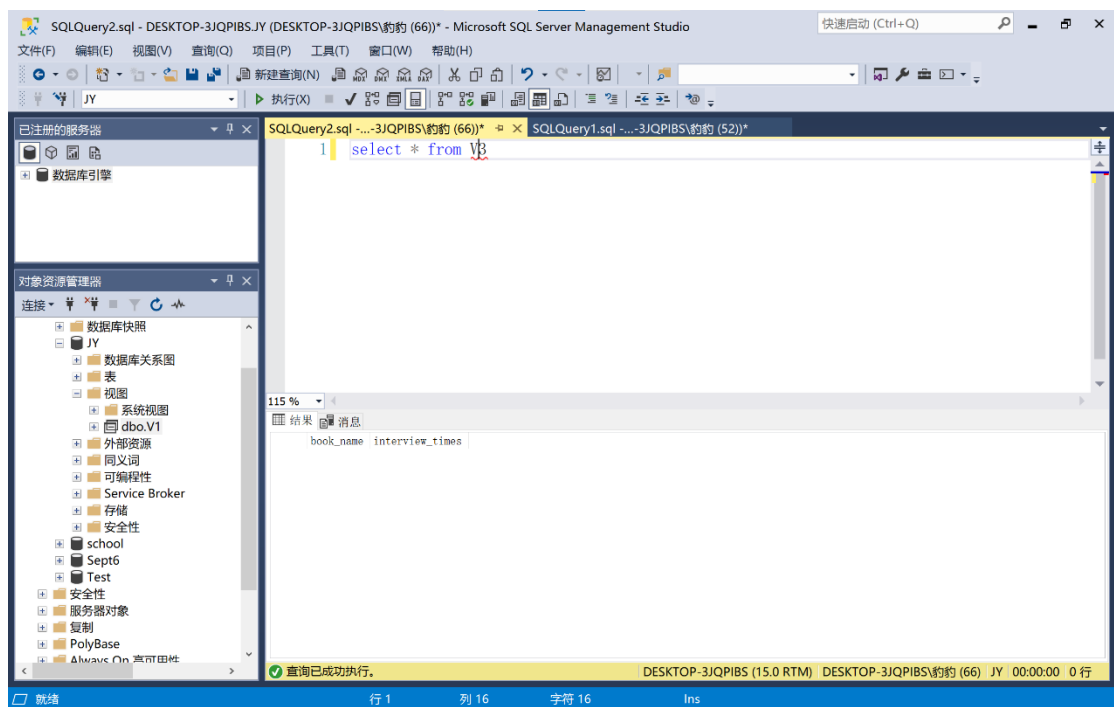 SQLQuery2.sql - DESKTOP-3JQPIBS.JY (DESKTOP-3JQPIBS\豹豹 (66))* - Microsoft SQL Server Management Studio
快速启动 (Ctrl+Q)
文件(F) 编辑(E) 视图(V) 查询(Q) 项目(P) 工具(T) 窗口(W) 帮助(H)
新建查询(N)
JY
执行(X)
已注册的服务器
数据库引擎
SQLQuery2.sql -...-3JQPIBS\豹豹 (66))*
SQLQuery1.sql -...-3JQPIBS\豹豹 (52))*
1 select * from V3
对象资源管理器
连接
数据库快照
JY
数据库关系图
表
视图
系统视图
dbo.V1
外部资源
同义词
可编程性
Service Broker
存储
安全性
school
Sept6
Test
安全性
服务器对象
复制
PolyBase
Always On 高可用性
115 %
结果 消息
book_name interview_times
查询已成功执行。
DESKTOP-3JQPIBS (15.0 RTM) DESKTOP-3JQPIBS\豹豹 (66) JY 00:00:00 0 行
就绪 行 1 列 16 字符 16 Ins